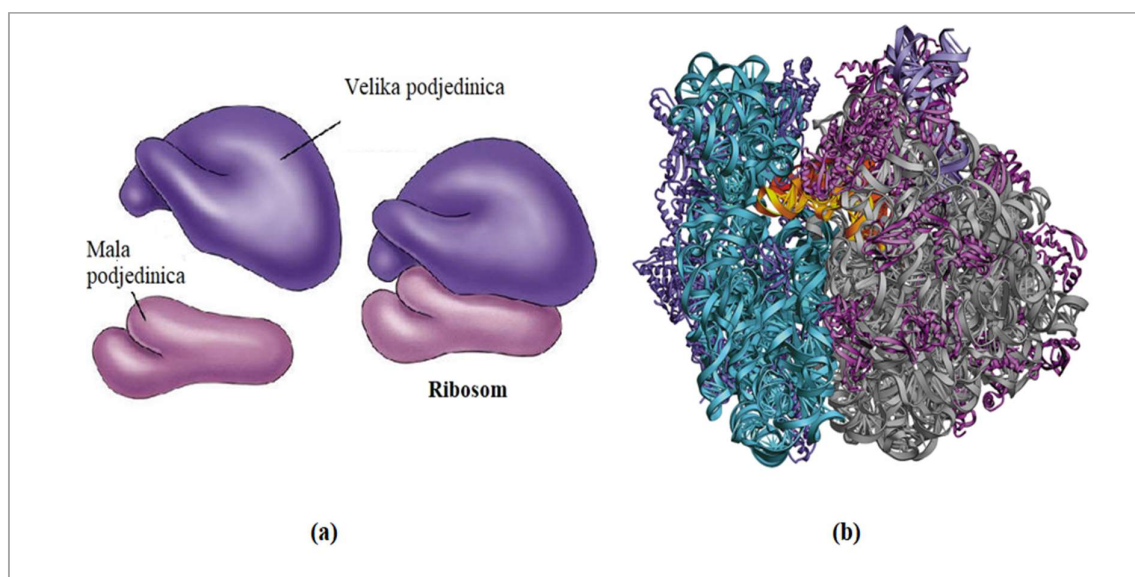 Velika podjedinica
Mala
podjedinica
Ribosom
(a)
(b)